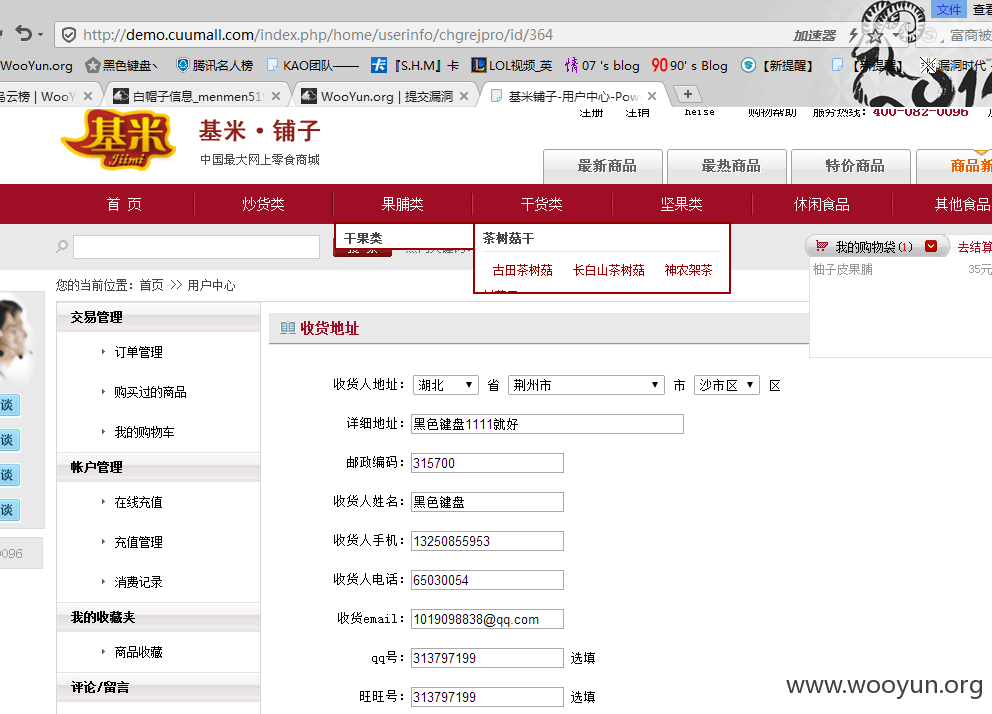 文件 查看
http://demo.cuumall.com/index.php/home/userinfo/chgrejpro/id/364 加速器 富商被
WooYun.org 黑色键盘丶 腾讯名人榜 KAO团队—— 『S.H.M』卡 LOL视频_英 情07 's blog 90 90' s Blog 【新提醒】 【新提醒】 漏洞时代
乌云榜 | WooY 白帽子信息_menmen51 WooYun.org | 提交漏洞 基米铺子-用户中心-Pow
注册 注销 heise 购物帮助 服务热线：400-082-0096
基米 Jiimi
基米·铺子
中国最大网上零食商城
最新商品 最热商品 特价商品 商品新
首 页 炒货类 果脯类 干货类 坚果类 休闲食品 其他食品
干果类 茶树菇干
搜 索 热门关键词 我的购物袋(1) 去结算
古田茶树菇 长白山茶树菇 神农架茶
树菇干
柚子皮果脯 35元
您的当前位置：首页 >> 用户中心
交易管理
订单管理
购买过的商品
我的购物车
帐户管理
在线充值
充值管理
消费记录
我的收藏夹
商品收藏
评论/留言
谈
谈
谈
谈
0096
收货地址
收货人地址： 湖北 省 荆州市 市 沙市区 区
详细地址： 黑色键盘1111就好
邮政编码： 315700
收货人姓名： 黑色键盘
收货人手机： 13250855953
收货人电话： 65030054
收货email： 1019098838@qq.com
qq号： 313797199 选填
旺旺号： 313797199 选填
www.wooyun.org